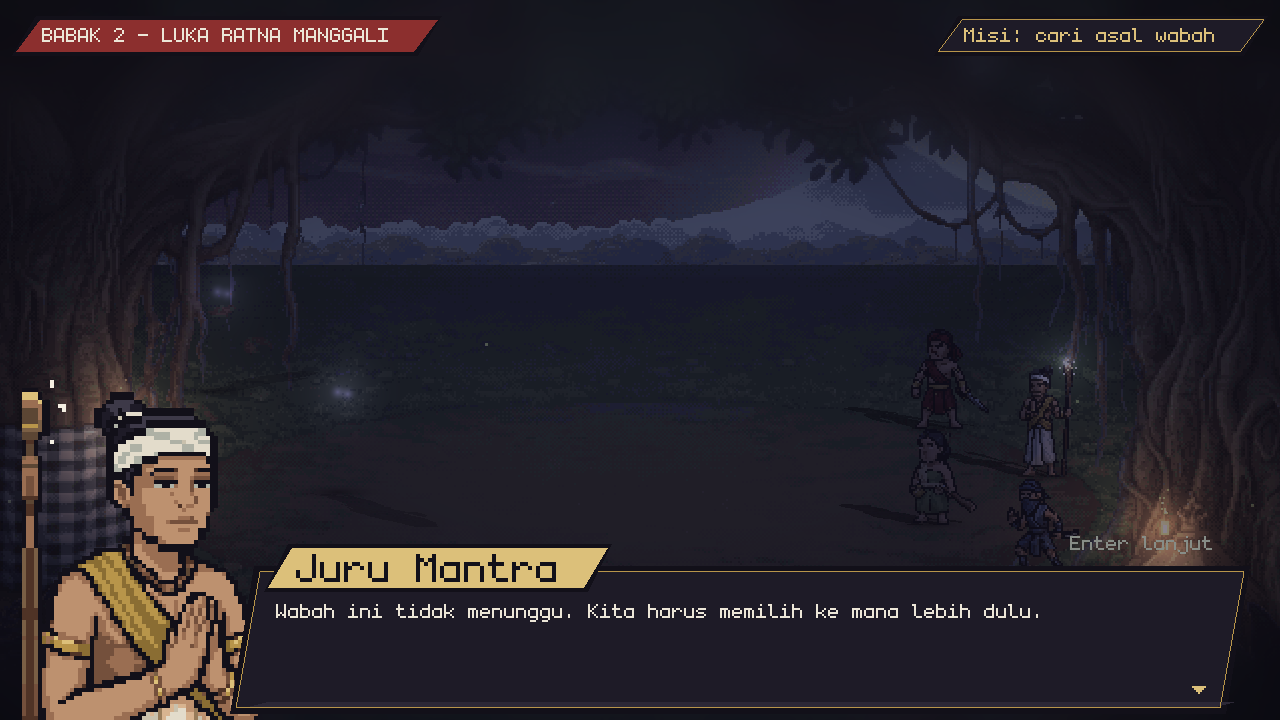 BABAK 2 - LUKA RATNA MANGGALI
Misi: cari asal wabah
Enter lanjut
Juru Mantra
Wabah ini tidak menunggu. Kita harus memilih ke mana lebih dulu.